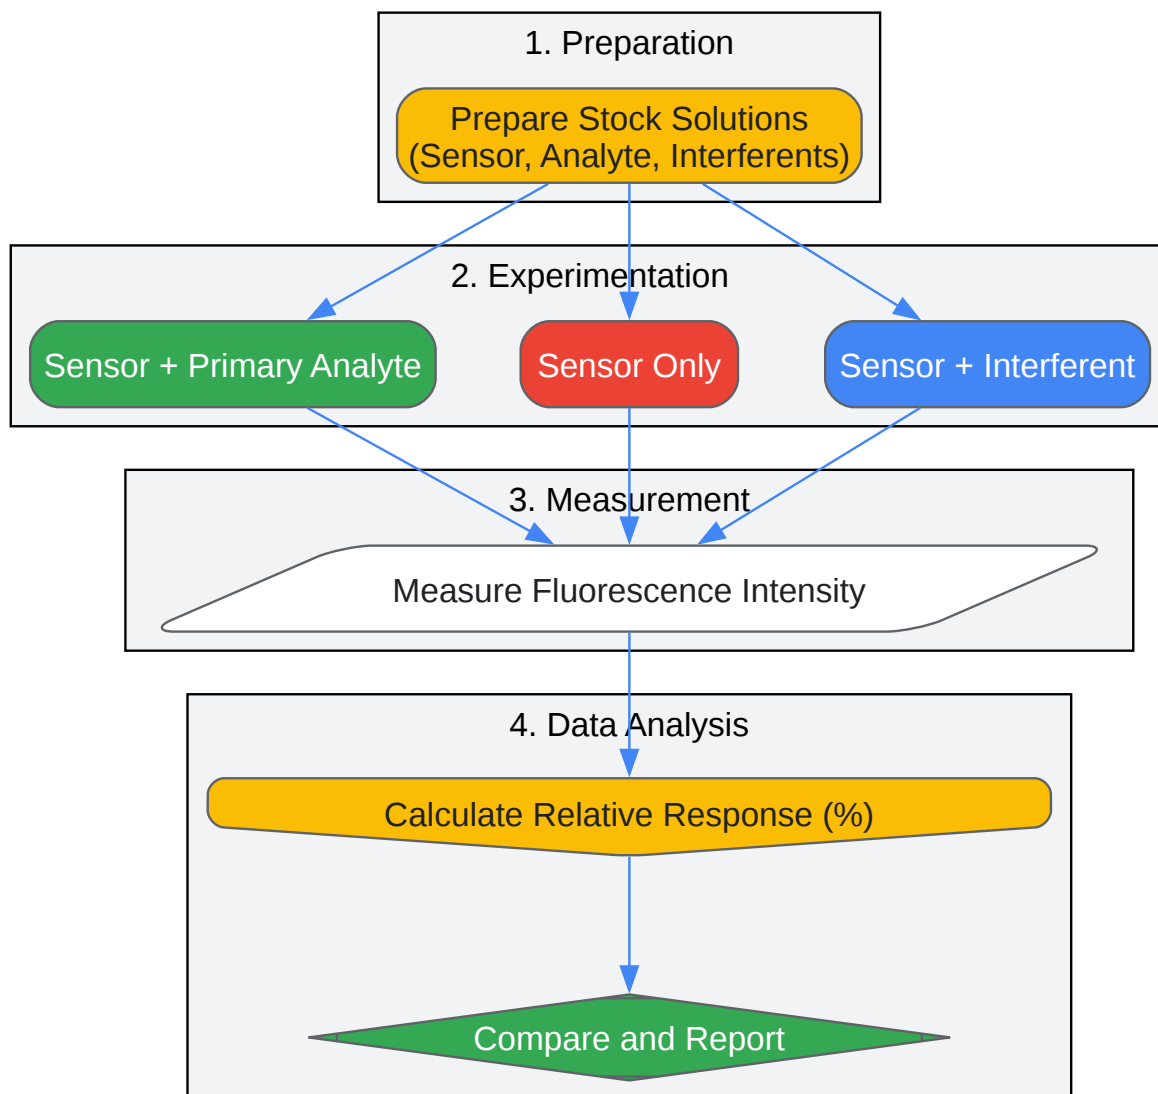 1. Preparation
Prepare Stock Solutions
(Sensor, Analyte, Interferents)
2. Experimentation
Sensor + Primary Analyte
Sensor Only
Sensor + Interferent
3. Measurement
Measure Fluorescence Intensity
4. Data Analysis
Calculate Relative Response (%)
Compare and Report